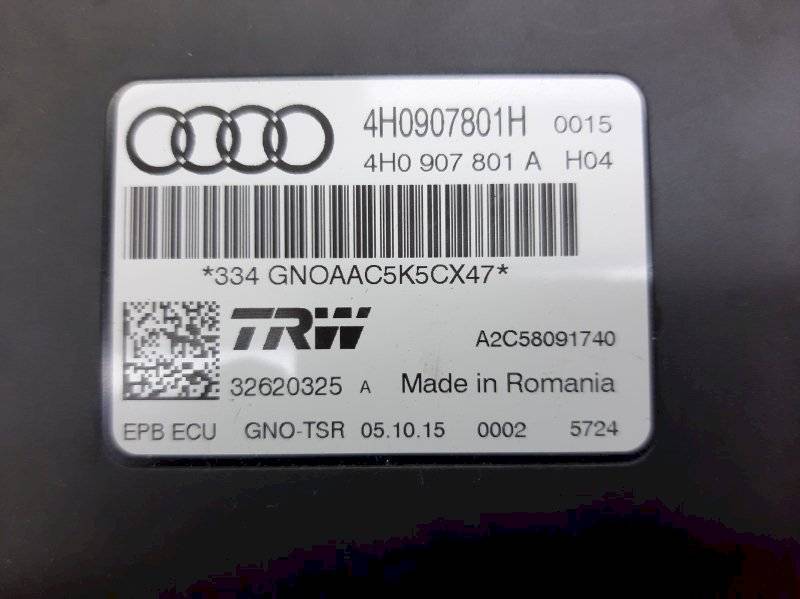 4H0907801H 0015
4H0 907 801 A H04
*334 GNOAAC5K5CX47*
TRW
A2C58091740
32620325 A Made in Romania
EPB ECU GNO-TSR 05.10.15 0002 5724